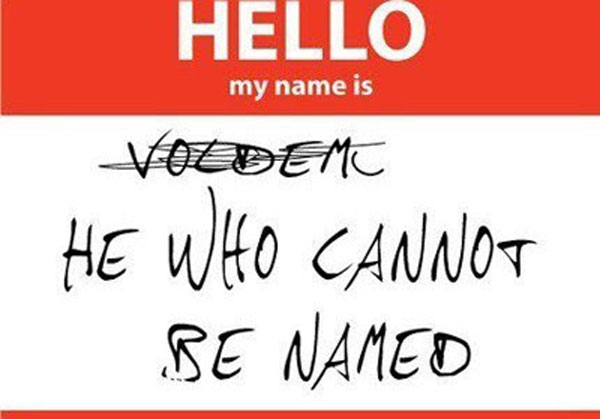 HELLO
my name is
VOLDEM
HE WHO CANNOT
BE NAMED